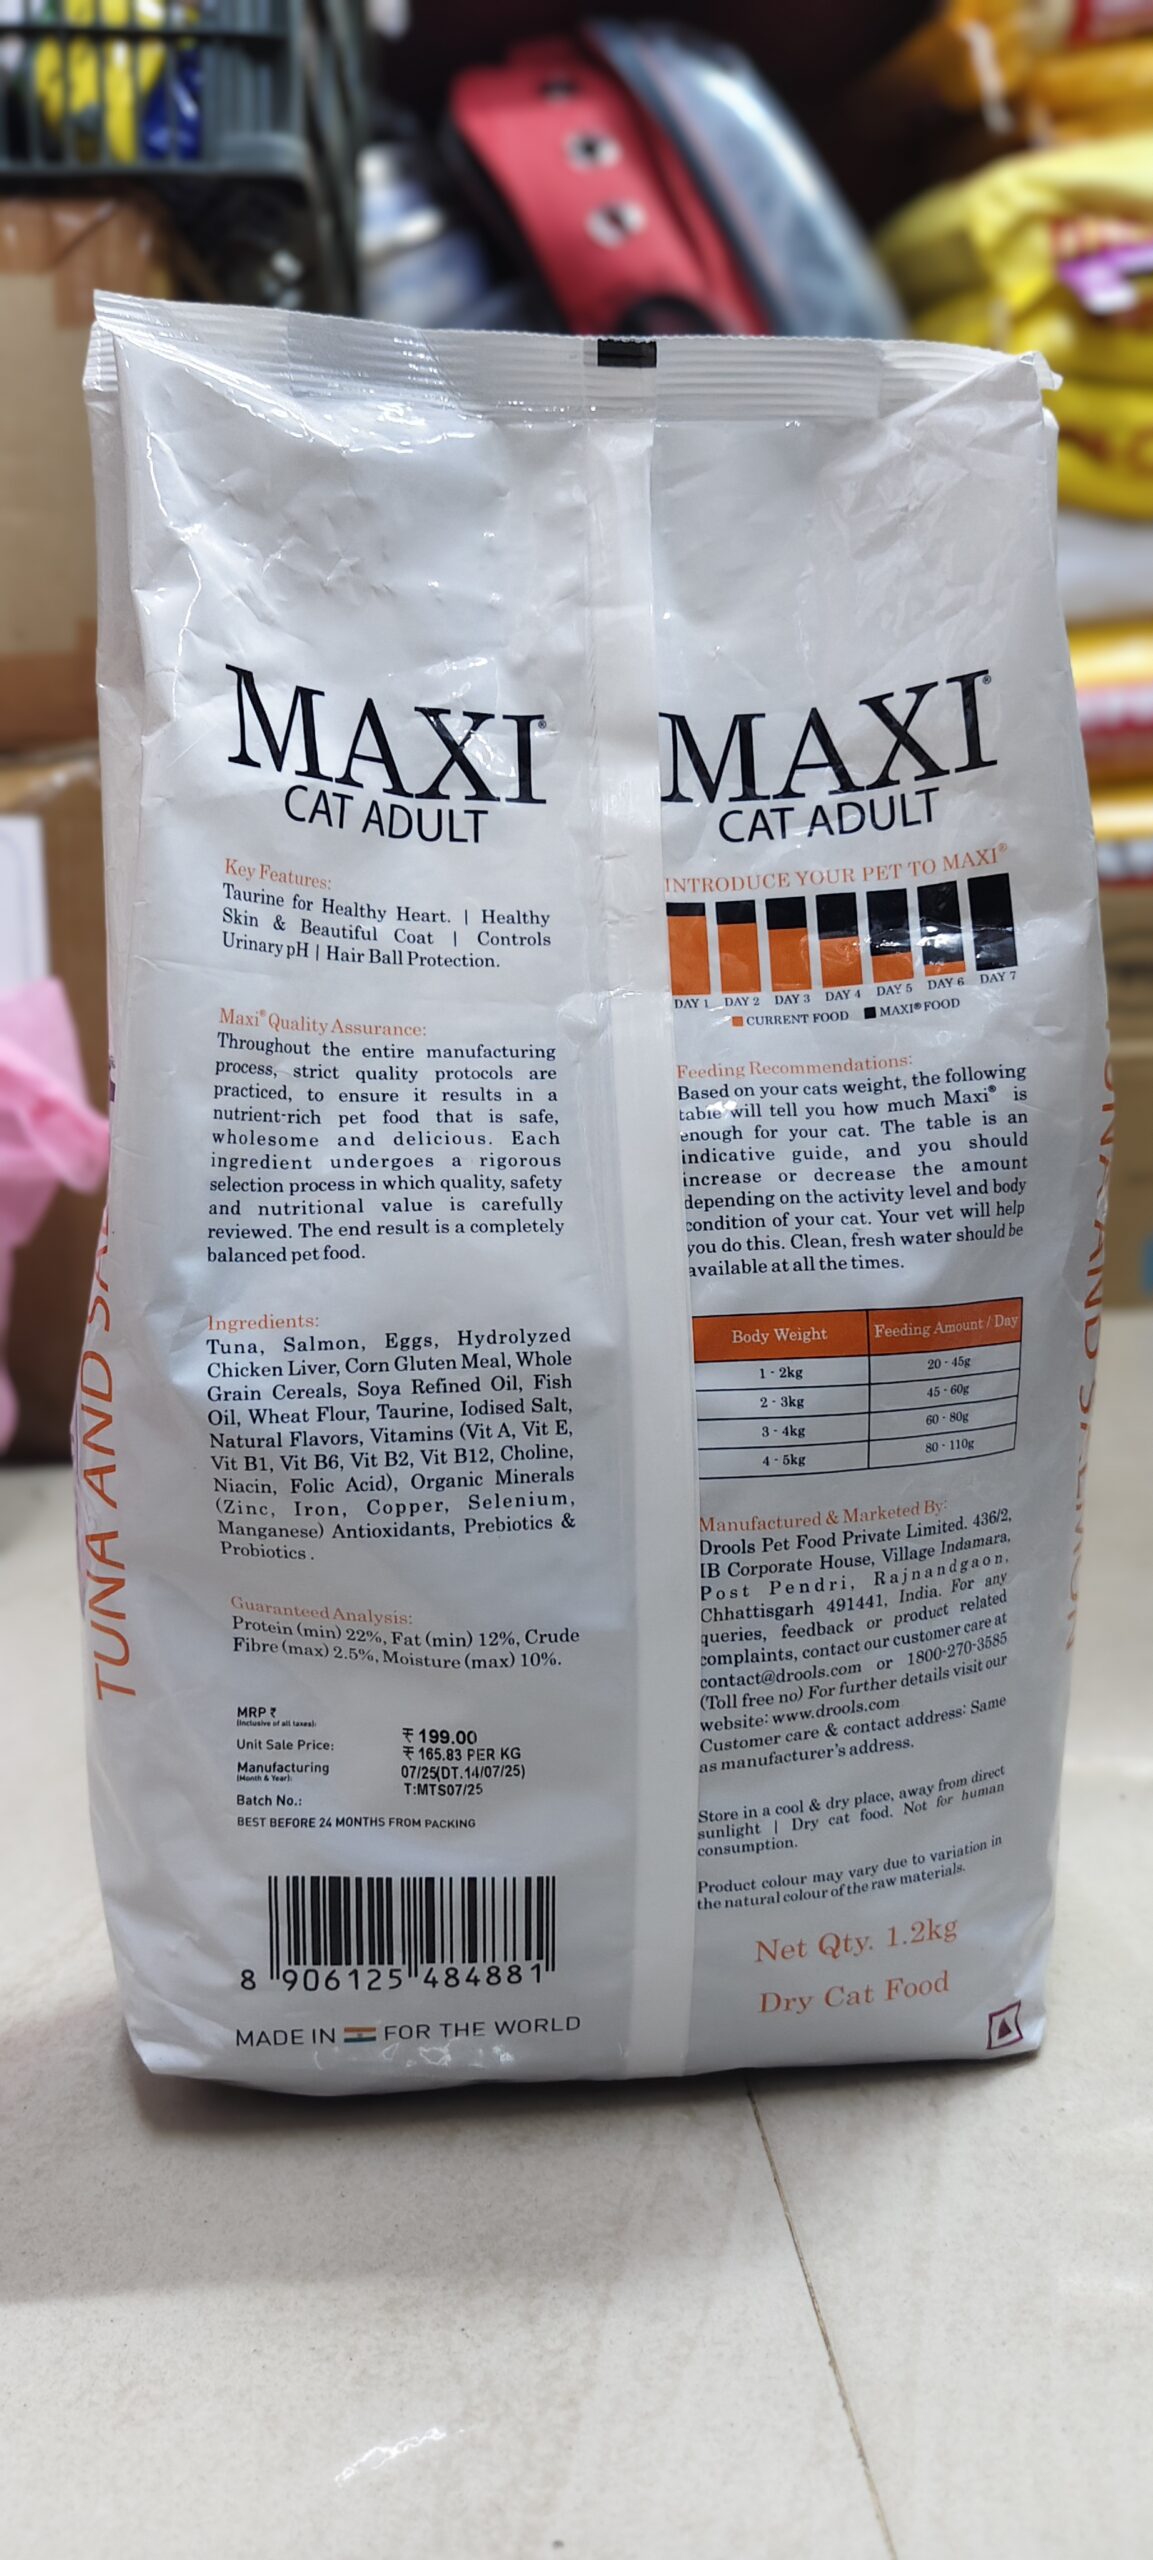 MAXI®
CAT ADULT
Key Features:
Taurine for Healthy Heart. | Healthy
Skin & Beautiful Coat | Controls
Urinary pH | Hair Ball Protection.
Maxi® Quality Assurance:
Throughout the entire manufacturing
process, strict quality protocols are
practiced, to ensure it results in a
nutrient-rich pet food that is safe,
wholesome and delicious. Each
ingredient undergoes a rigorous
selection process in which quality, safety
and nutritional value is carefully
reviewed. The end result is a completely
balanced pet food.
Ingredients:
Tuna, Salmon, Eggs, Hydrolyzed
Chicken Liver, Corn Gluten Meal, Whole
Grain Cereals, Soya Refined Oil, Fish
Oil, Wheat Flour, Taurine, Iodised Salt,
Natural Flavors, Vitamins (Vit A, Vit E,
Vit B1, Vit B6, Vit B2, Vit B12, Choline,
Niacin, Folic Acid), Organic Minerals
(Zinc, Iron, Copper, Selenium,
Manganese) Antioxidants, Prebiotics &
Probiotics.
Guaranteed Analysis:
Protein (min) 22%, Fat (min) 12%, Crude
Fibre (max) 2.5%, Moisture (max) 10%.
MRP ₹
(Inclusive of all taxes):
₹ 199.00
Unit Sale Price:
₹ 165.83 PER KG
Manufacturing
(Month & Year):
07/25(DT.14/07/25)
T:MTS07/25
Batch No.:
BEST BEFORE 24 MONTHS FROM PACKING
8 906125 484881
MADE IN FOR THE WORLD
MAXI®
CAT ADULT
INTRODUCE YOUR PET TO MAXI®
DAY 1 DAY 2 DAY 3 DAY 4 DAY 5 DAY 6 DAY 7
CURRENT FOOD MAXI® FOOD
Feeding Recommendations:
Based on your cats weight, the following
table will tell you how much Maxi® is
enough for your cat. The table is an
indicative guide, and you should
increase or decrease the amount
depending on the activity level and body
condition of your cat. Your vet will help
you do this. Clean, fresh water should be
available at all the times.
Body Weight Feeding Amount / Day
1 - 2kg 20 - 45g
2 - 3kg 45 - 60g
3 - 4kg 60 - 80g
4 - 5kg 80 - 110g
Manufactured & Marketed By:
Drools Pet Food Private Limited. 436/2,
IB Corporate House, Village Indamara,
Post Pendri, Rajnandgaon,
Chhattisgarh 491441, India. For any
queries, feedback or product related
complaints, contact our customer care at
contact@drools.com or 1800-270-3585
(Toll free no) For further details visit our
website: www.drools.com
Customer care & contact address: Same
as manufacturer's address.
Store in a cool & dry place, away from direct
sunlight | Dry cat food. Not for human
consumption.
Product colour may vary due to variation in
the natural colour of the raw materials.
Net Qty. 1.2kg
Dry Cat Food
TUNA AND
AND